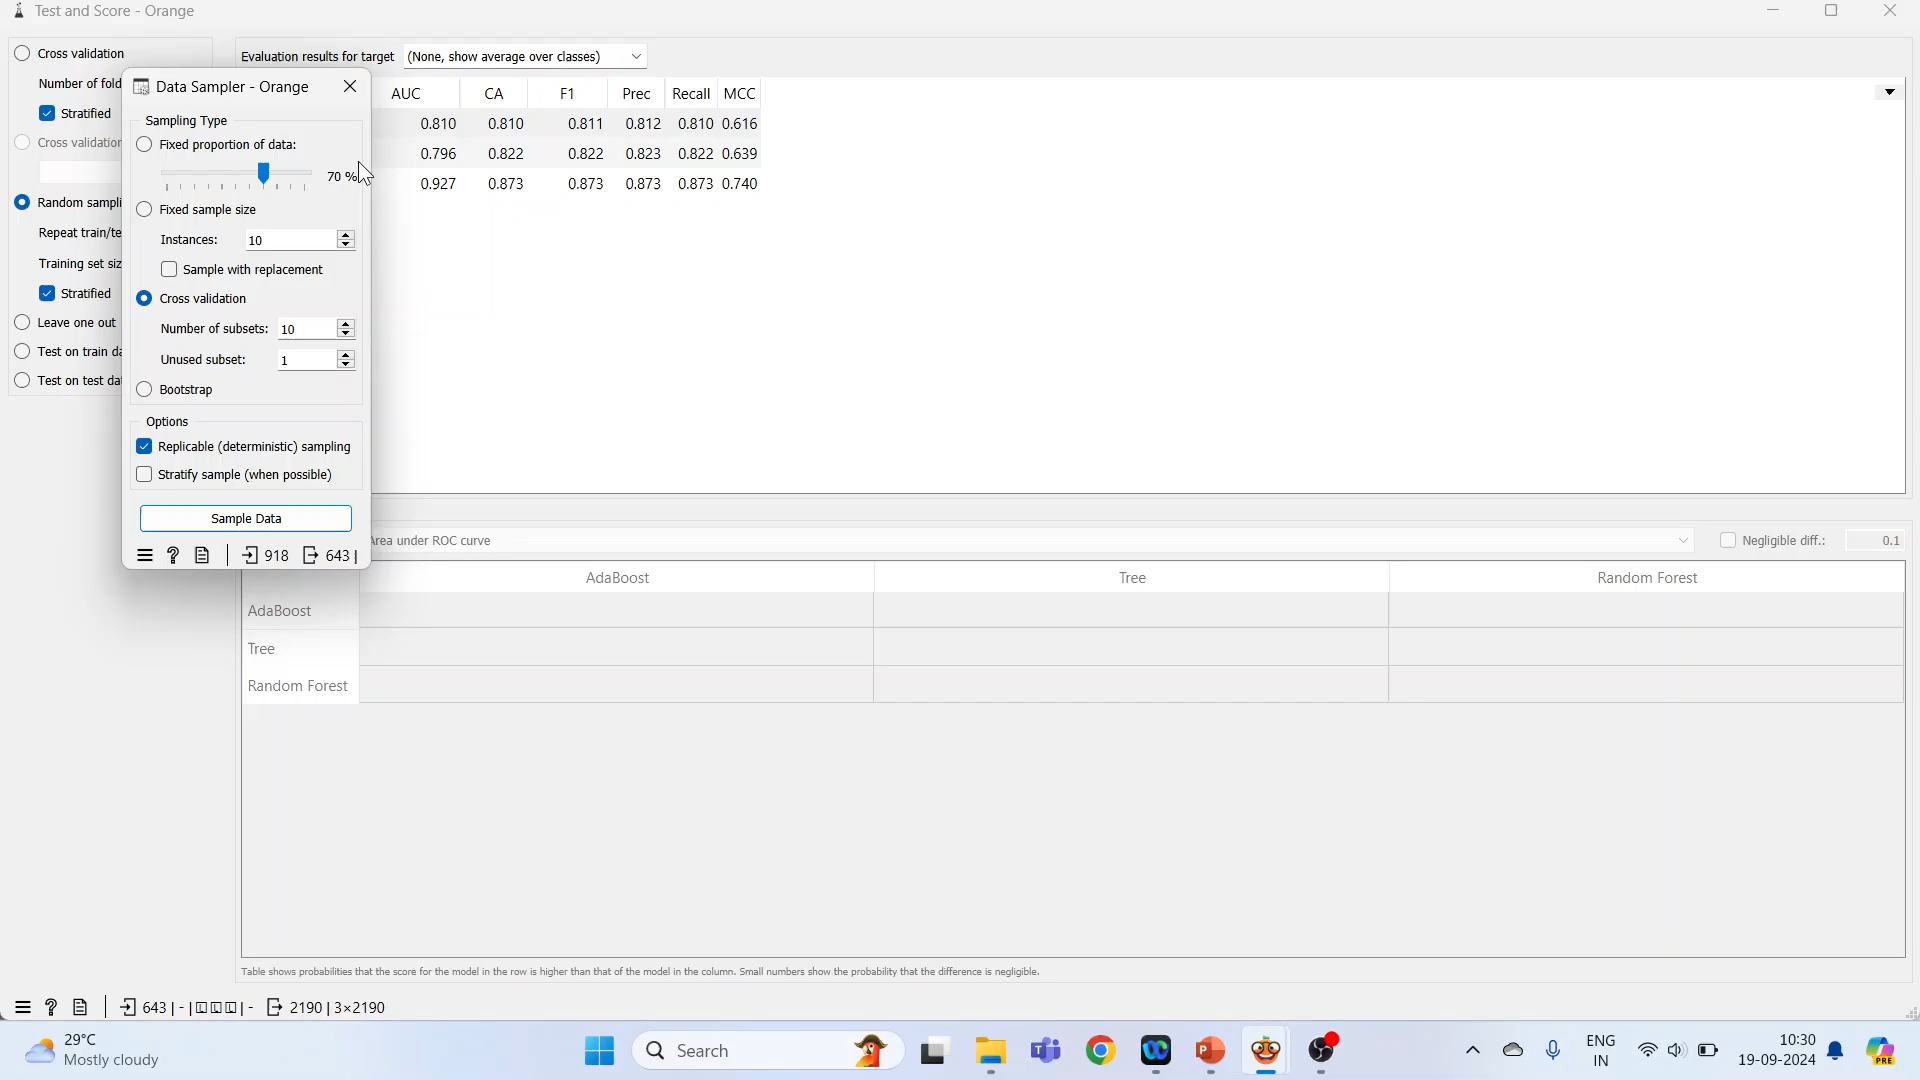 Test and Score - Orange
Cross validation
Number of fold
Stratified
Cross validation
Random sampli
Repeat train/te
Training set siz
Stratified
Leave one out
Test on train da
Test on test dat
Data Sampler - Orange
Sampling Type
Fixed proportion of data:
70 %
Fixed sample size
Instances: 10
Sample with replacement
Cross validation
Number of subsets: 10
Unused subset: 1
Bootstrap
Options
Replicable (deterministic) sampling
Stratify sample (when possible)
Sample Data
918 643 |
Evaluation results for target (None, show average over classes)
AUC CA F1 Prec Recall MCC
0.810 0.810 0.811 0.812 0.810 0.616
0.796 0.822 0.822 0.823 0.822 0.639
0.927 0.873 0.873 0.873 0.873 0.740
Area under ROC curve Negligible diff.: 0.1
AdaBoost Tree Random Forest
AdaBoost
Tree
Random Forest
Table shows probabilities that the score for the model in the row is higher than that of the model in the column. Small numbers show the probability that the difference is negligible.
643 | - | | - 2190 | 3×2190
29°C
Mostly cloudy
Search
ENG
IN
10:30
19-09-2024
PRE